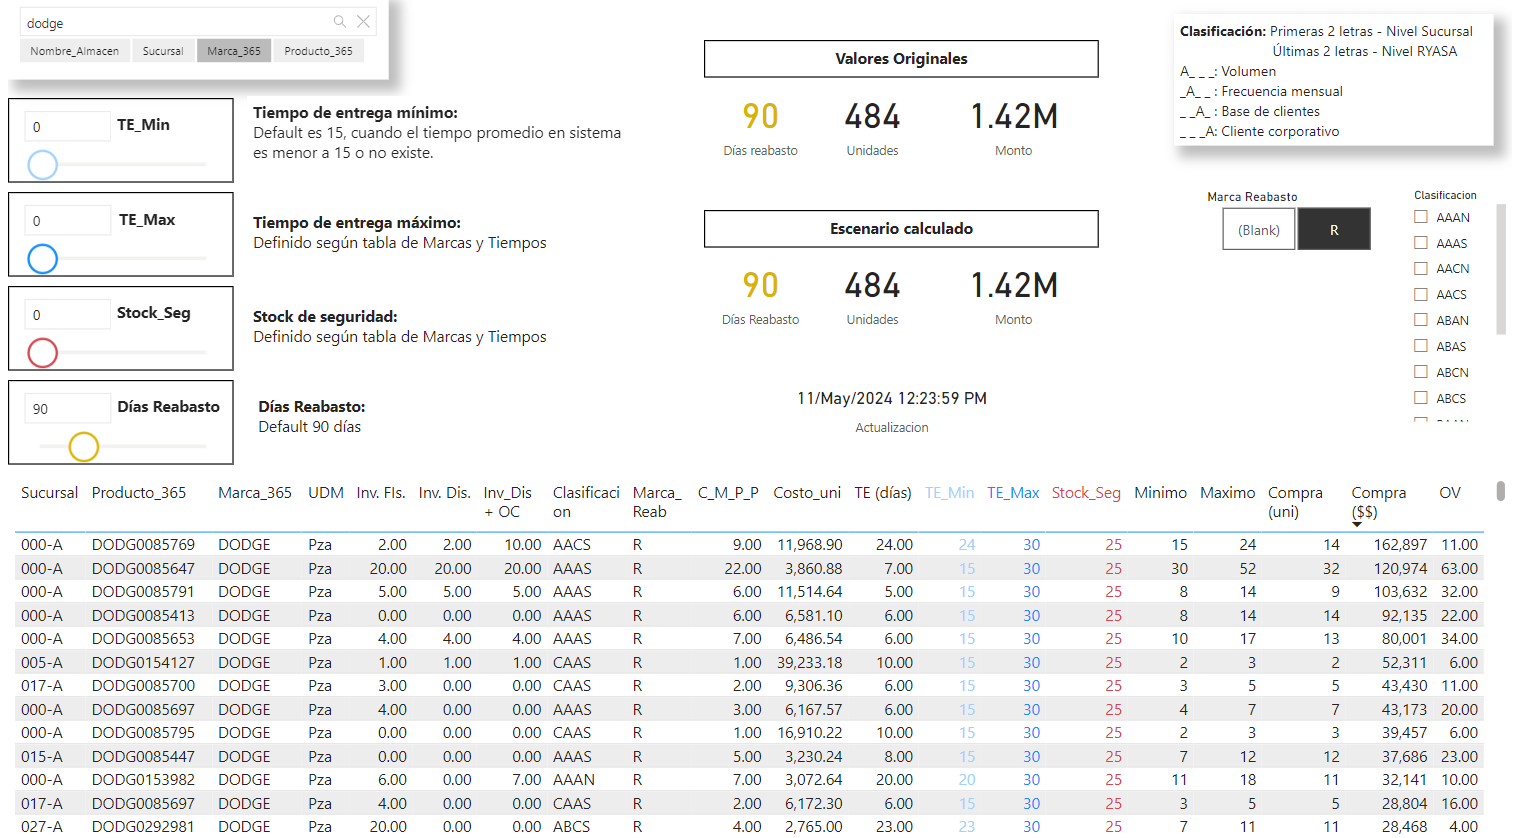 dodge
Nombre_Almacen Sucursal Marca_365 Producto_365
0 TE_Min
Tiempo de entrega mínimo:
Default es 15, cuando el tiempo promedio en sistema
es menor a 15 o no existe.
0 TE_Max
Tiempo de entrega máximo:
Definido según tabla de Marcas y Tiempos
0 Stock_Seg
Stock de seguridad:
Definido según tabla de Marcas y Tiempos
90 Días Reabasto
Días Reabasto:
Default 90 días
Valores Originales
90 484 1.42M
Días reabasto Unidades Monto
Escenario calculado
90 484 1.42M
Días Reabasto Unidades Monto
11/May/2024 12:23:59 PM
Actualizacion
Clasificación: Primeras 2 letras - Nivel Sucursal
Últimas 2 letras - Nivel RYASA
A_ _ _: Volumen
_A_ _ : Frecuencia mensual
_ _A_ : Base de clientes
_ _ _A: Cliente corporativo
Marca Reabasto
(Blank) R
Clasificacion
AAAN
AAAS
AACN
AACS
ABAN
ABAS
ABCN
ABCS
Sucursal Producto_365 Marca_365 UDM Inv. FIs. Inv. Dis. Inv_Dis + OC Clasificaci on Marca_ Reab C_M_P_P Costo_uni TE (días) TE_Min TE_Max Stock_Seg Minimo Maximo Compra (uni) Compra ($$) OV
000-A DODG0085769 DODGE Pza 2.00 2.00 10.00 AACS R 9.00 11,968.90 24.00 24 30 25 15 24 14 162,897 11.00
000-A DODG0085647 DODGE Pza 20.00 20.00 20.00 AAAS R 22.00 3,860.88 7.00 15 30 25 30 52 32 120,974 63.00
000-A DODG0085791 DODGE Pza 5.00 5.00 5.00 AAAS R 6.00 11,514.64 5.00 15 30 25 8 14 9 103,632 32.00
000-A DODG0085413 DODGE Pza 0.00 0.00 0.00 AAAS R 6.00 6,581.10 6.00 15 30 25 8 14 14 92,135 22.00
000-A DODG0085653 DODGE Pza 4.00 4.00 4.00 AAAS R 7.00 6,486.54 6.00 15 30 25 10 17 13 80,001 34.00
005-A DODG0154127 DODGE Pza 1.00 1.00 1.00 CAAS R 1.00 39,233.18 10.00 15 30 25 2 3 2 52,311 6.00
017-A DODG0085700 DODGE Pza 3.00 0.00 0.00 CAAS R 2.00 9,306.36 6.00 15 30 25 3 5 5 43,430 11.00
000-A DODG0085697 DODGE Pza 4.00 0.00 0.00 AAAS R 3.00 6,167.57 6.00 15 30 25 4 7 7 43,173 20.00
000-A DODG0085795 DODGE Pza 0.00 0.00 0.00 CAAS R 1.00 16,910.22 10.00 15 30 25 2 3 3 39,457 6.00
015-A DODG0085447 DODGE Pza 0.00 0.00 0.00 AAAS R 5.00 3,230.24 8.00 15 30 25 7 12 12 37,686 23.00
000-A DODG0153982 DODGE Pza 6.00 0.00 7.00 AAAN R 7.00 3,072.64 20.00 20 30 25 11 18 11 32,141 10.00
017-A DODG0085697 DODGE Pza 4.00 0.00 0.00 CAAS R 2.00 6,172.30 6.00 15 30 25 3 5 5 28,804 16.00
027-A DODG0292981 DODGE Pza 20.00 0.00 0.00 ABCS R 4.00 2,765.00 23.00 23 30 25 7 11 11 28,468 4.00